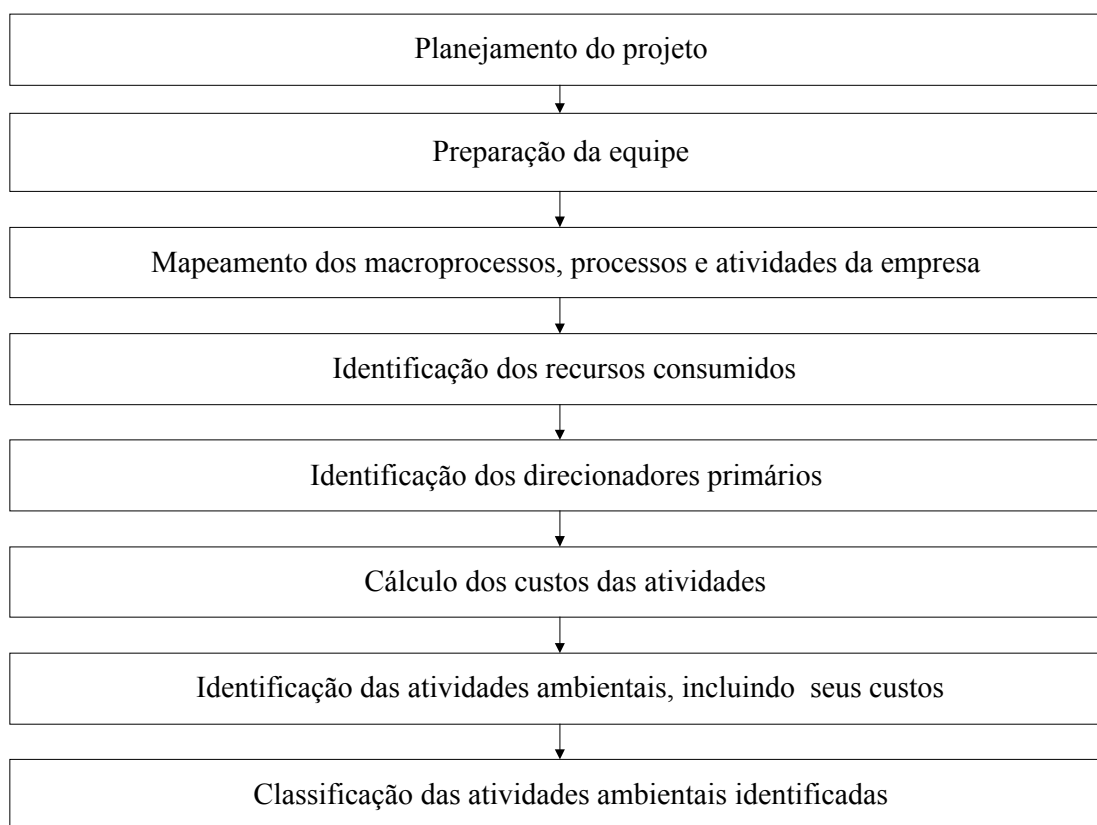 Planejamento do projeto
Preparação da equipe
Mapeamento dos macroprocessos, processos e atividades da empresa
Identificação dos recursos consumidos
Identificação dos direcionadores primários
Cálculo dos custos das atividades
Identificação das atividades ambientais, incluindo  seus custos
Classificação das atividades ambientais identificadas